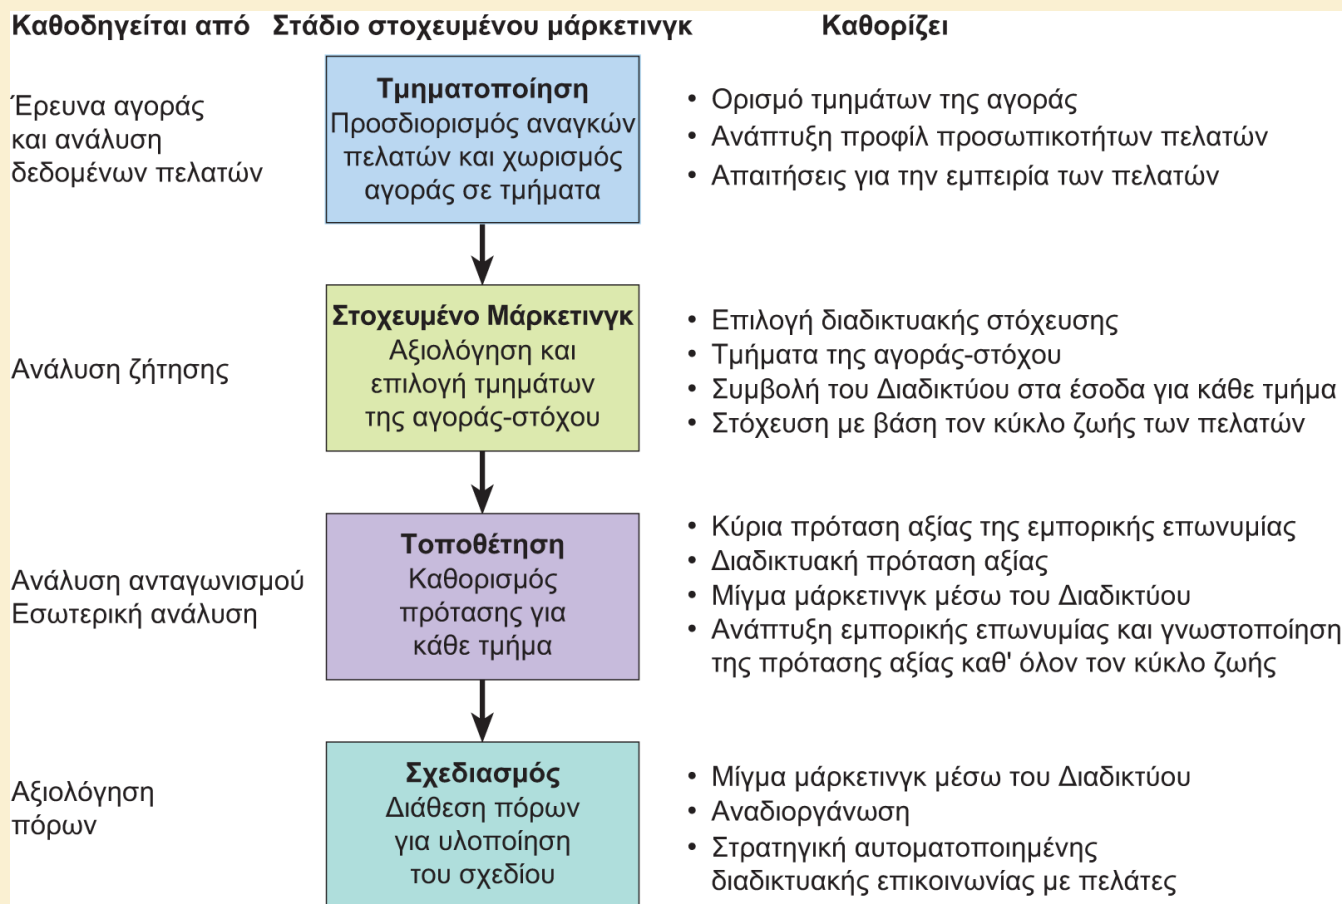 Καθοδηγείται από Στάδιο στοχευμένου μάρκετινγκ Καθορίζει
Έρευνα αγοράς
και ανάλυση
δεδομένων πελατών
Τμηματοποίηση
Προσδιορισμός αναγκών
πελατών και χωρισμός
αγοράς σε τμήματα
• Ορισμό τμημάτων της αγοράς
• Ανάπτυξη προφίλ προσωπικοτήτων πελατών
• Απαιτήσεις για την εμπειρία των πελατών
Ανάλυση ζήτησης
Στοχευμένο Μάρκετινγκ
Αξιολόγηση και
επιλογή τμημάτων
της αγοράς-στόχου
• Επιλογή διαδικτυακής στόχευσης
• Τμήματα της αγοράς-στόχου
• Συμβολή του Διαδικτύου στα έσοδα για κάθε τμήμα
• Στόχευση με βάση τον κύκλο ζωής των πελατών
Ανάλυση ανταγωνισμού
Εσωτερική ανάλυση
Τοποθέτηση
Καθορισμός
πρότασης για
κάθε τμήμα
• Κύρια πρόταση αξίας της εμπορικής επωνυμίας
• Διαδικτυακή πρόταση αξίας
• Μίγμα μάρκετινγκ μέσω του Διαδικτύου
• Ανάπτυξη εμπορικής επωνυμίας και γνωστοποίηση
της πρότασης αξίας καθ' όλον τον κύκλο ζωής
Αξιολόγηση
πόρων
Σχεδιασμός
Διάθεση πόρων
για υλοποίηση
του σχεδίου
• Μίγμα μάρκετινγκ μέσω του Διαδικτύου
• Αναδιοργάνωση
• Στρατηγική αυτοματοποιημένης
διαδικτυακής επικοινωνίας με πελάτες